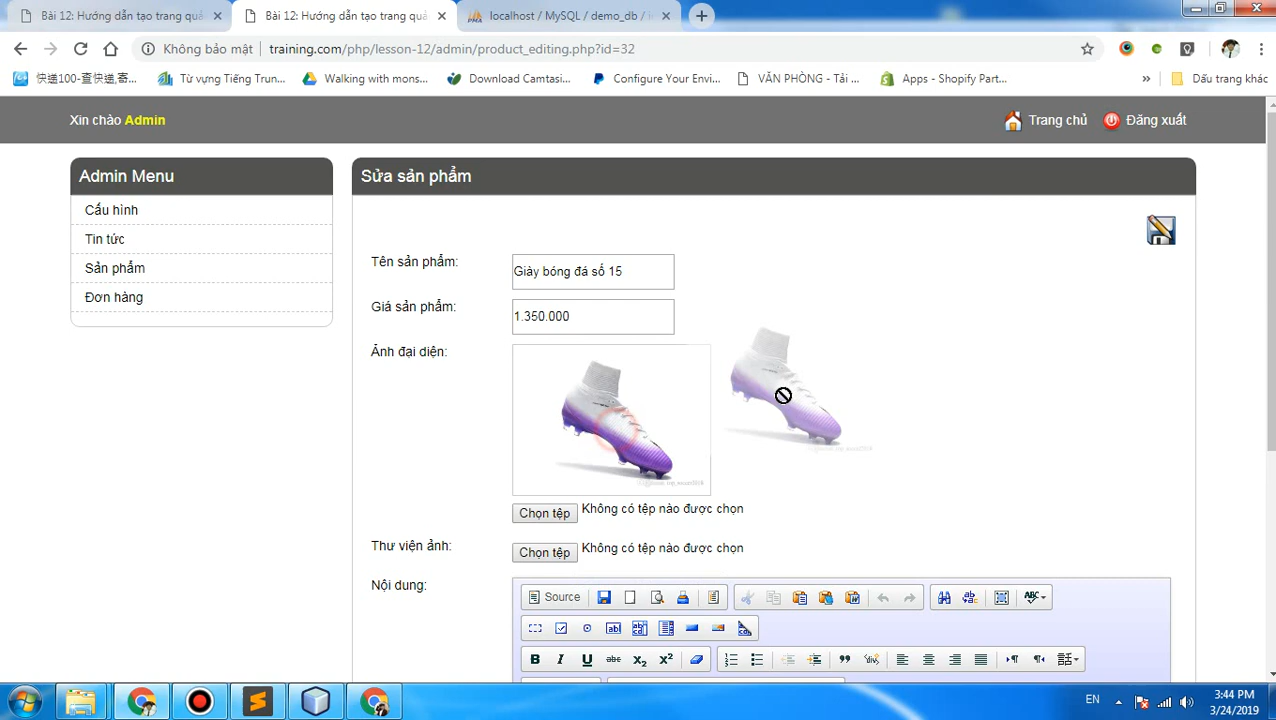 Bài 12: Hướng dẫn tạo trang quả
Bài 12: Hướng dẫn tạo trang quả
localhost / MySQL / demo_db / i
Không bảo mật | training.com/php/lesson-12/admin/product_editing.php?id=32
快递100-查快递,寄...
Từ vựng Tiếng Trun...
Walking with mons...
Download Camtasi...
Configure Your Envi...
VĂN PHÒNG - Tải ...
Apps - Shopify Part...
»
Dấu trang khác
Xin chào Admin
Trang chủ
Đăng xuất
Admin Menu
Cấu hình
Tin tức
Sản phẩm
Đơn hàng
Sửa sản phẩm
Tên sản phẩm:
Giày bóng đá số 15
Giá sản phẩm:
1.350.000
Ảnh đại diện:
Chọn tệp Không có tệp nào được chọn
Thư viện ảnh:
Chọn tệp Không có tệp nào được chọn
Nội dung:
Source
B I U abc X₂ X²
EN
3:44 PM
3/24/2019